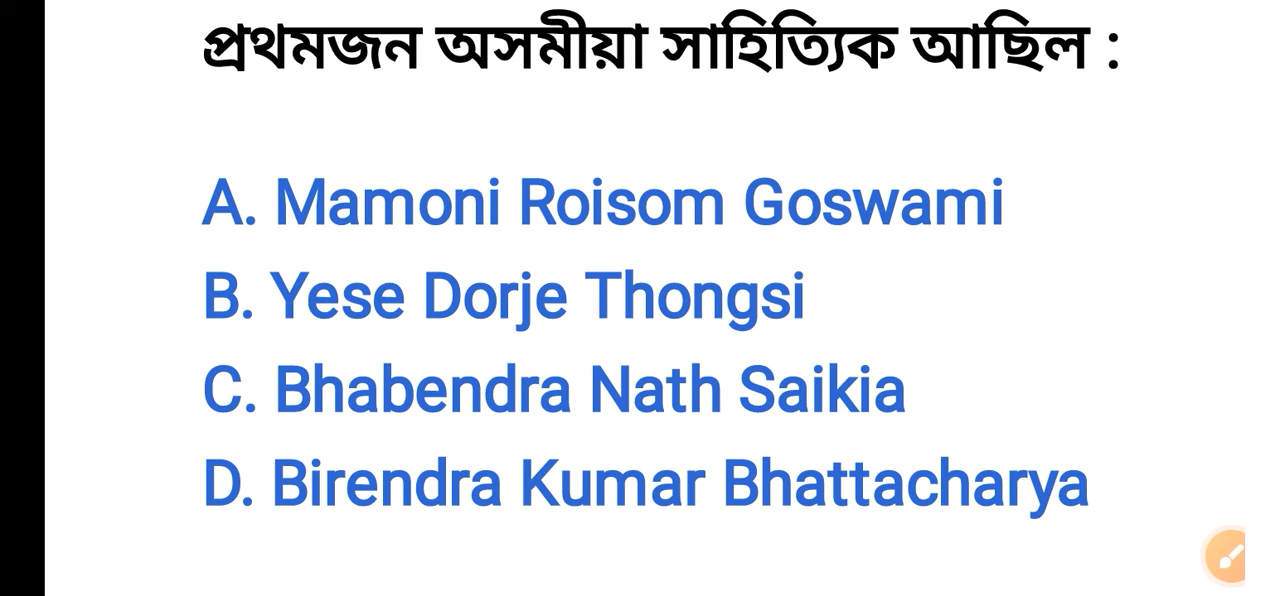 প্ৰথমজন অসমীয়া সাহিত্যিক আছিল :
A. Mamoni Roisom Goswami
B. Yese Dorje Thongsi
C. Bhabendra Nath Saikia
D. Birendra Kumar Bhattacharya